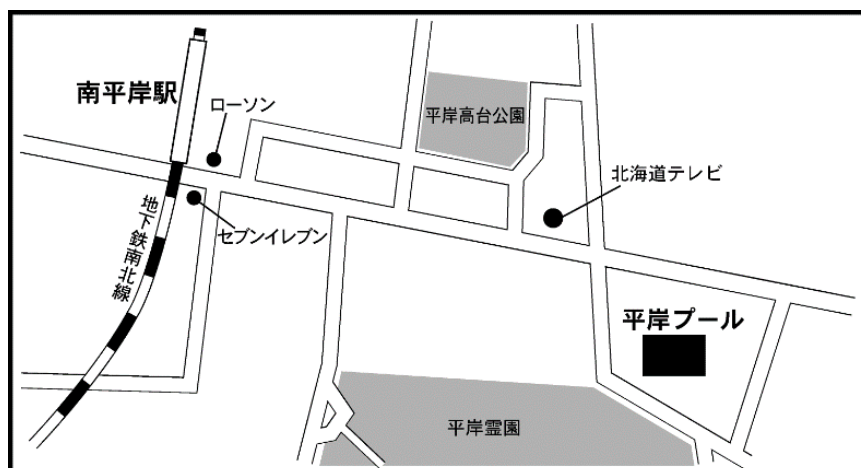 南平岸駅
ローソン
平岸高台公園
北海道テレビ
セブンイレブン
地下鉄南北線
平岸プール
平岸霊園